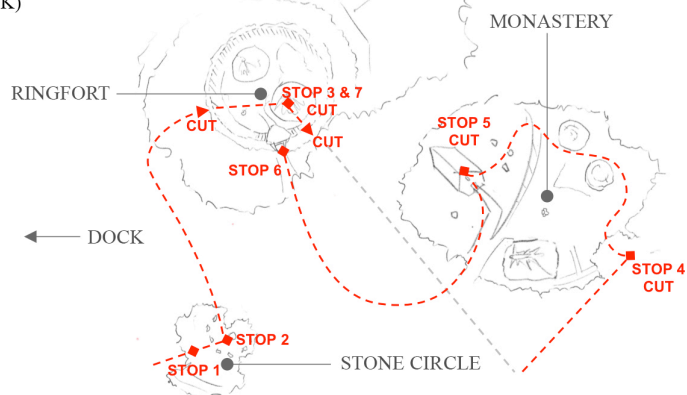 K)
MONASTERY
RINGFORT
STOP 3 & 7
CUT
CUT
CUT
STOP 5
CUT
STOP 6
DOCK
STOP 4
CUT
STOP 2
STOP 1
STONE CIRCLE